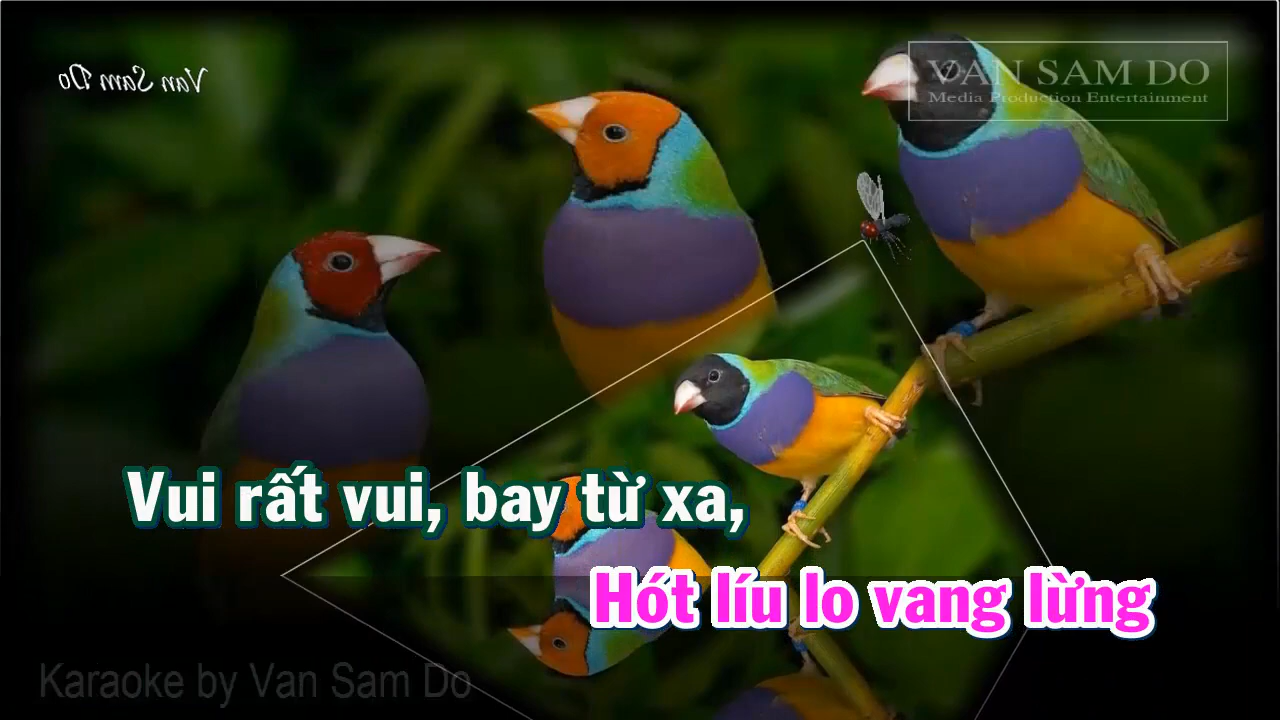 Van Sam Do
VAN SAM DO
Media Production Entertainment
Vui rất vui, bay từ xa,
Hót líu lo vang lừng
Karaoke by Van Sam Do